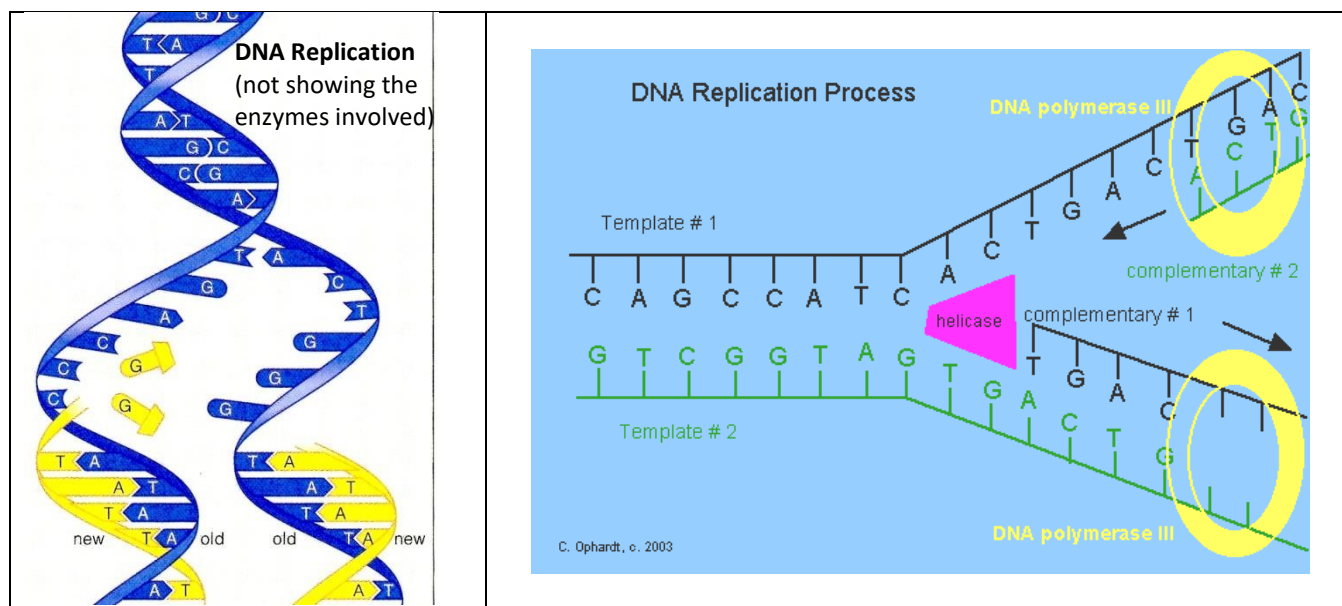 G C
T A
DNA Replication
(not showing the
enzymes involved)
T
A T
G C
C G
A
T A
G C
A T
C G
G
C G
C G
T A T A
A T A T
T A T A
new T A old old T A new
A T A T
DNA Replication Process
DNA polymerase III
C
A G
G T
T C
C A
A
G
T
C
A
Template # 1
C A G C C A T C
complementary # 2
helicase
complementary # 1
G T C G G T A G
T G A C T G
T G A C
Template # 2
DNA polymerase III
C. Ophardt, c. 2003